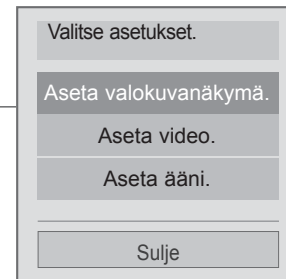 Valitse asetukset.
Aseta valokuvanäkymä.
Aseta video.
Aseta ääni.
Sulje